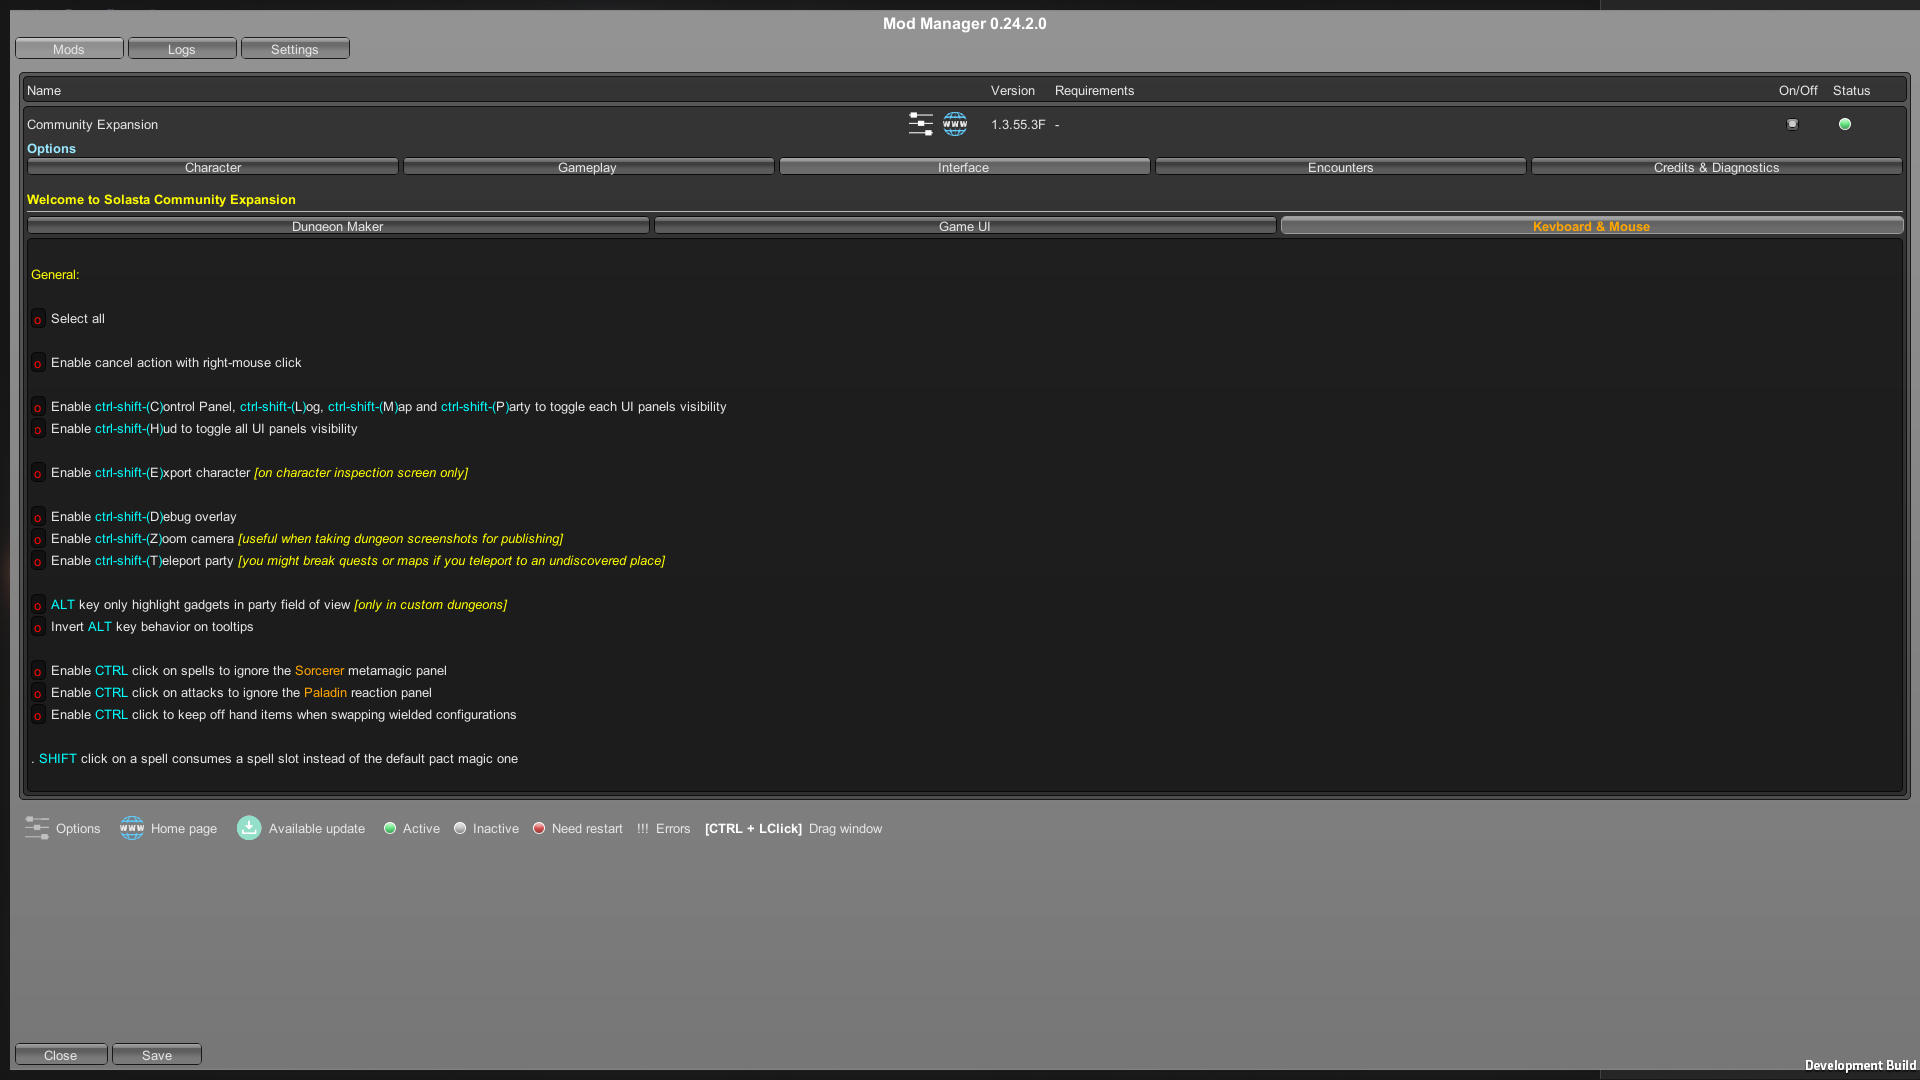 Mod Manager 0.24.2.0
Mods Logs Settings
Name Version Requirements On/Off Status
Community Expansion www 1.3.55.3F -
Options
Character Gameplay Interface Encounters Credits & Diagnostics
Welcome to Solasta Community Expansion
Dungeon Maker Game UI Keyboard & Mouse
General:
o Select all
o Enable cancel action with right-mouse click
o Enable ctrl-shift-(C)ontrol Panel, ctrl-shift-(L)og, ctrl-shift-(M)ap and ctrl-shift-(P)arty to toggle each UI panels visibility
o Enable ctrl-shift-(H)ud to toggle all UI panels visibility
o Enable ctrl-shift-(E)xport character [on character inspection screen only]
o Enable ctrl-shift-(D)ebug overlay
o Enable ctrl-shift-(Z)oom camera [useful when taking dungeon screenshots for publishing]
o Enable ctrl-shift-(T)eleport party [you might break quests or maps if you teleport to an undiscovered place]
o ALT key only highlight gadgets in party field of view [only in custom dungeons]
o Invert ALT key behavior on tooltips
o Enable CTRL click on spells to ignore the Sorcerer metamagic panel
o Enable CTRL click on attacks to ignore the Paladin reaction panel
o Enable CTRL click to keep off hand items when swapping wielded configurations
. SHIFT click on a spell consumes a spell slot instead of the default pact magic one
Options www Home page Available update Active Inactive Need restart !!! Errors [CTRL + LClick] Drag window
Close Save
Development Build